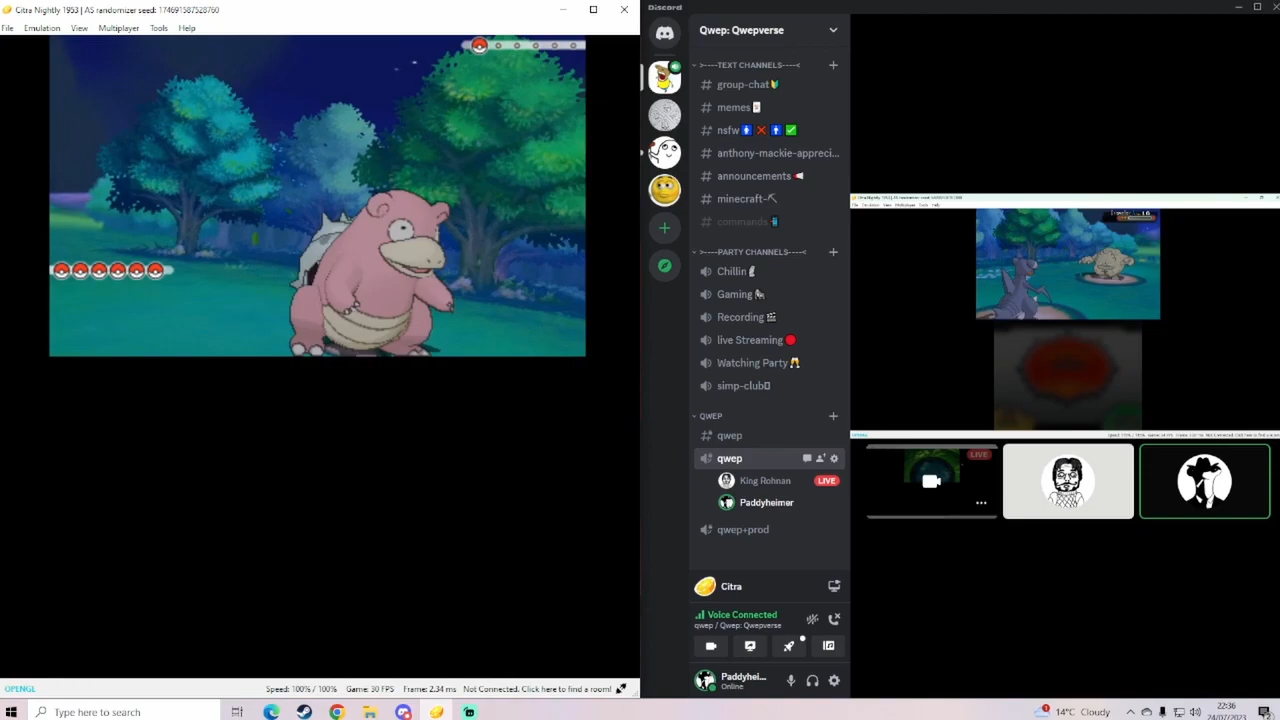 Citra Nightly 1953 | AS randomizer seed: 174691587528760
File Emulation View Multiplayer Tools Help
OPENGL
Speed: 100% / 100% Game: 30 FPS Frame: 2.34 ms Not Connected. Click here to find a room!
Discord
Qwep: Qwepverse
>----TEXT CHANNELS----<
group-chat
memes
nsfw
anthony-mackie-appreci...
announcements
minecraft-
commands
>----PARTY CHANNELS----<
Chillin
Gaming
Recording
live Streaming
Watching Party
simp-club
QWEP
qwep
qwep
King Rohnan LIVE
Paddyheimer
qwep+prod
Citra
Voice Connected
qwep / Qwep: Qwepverse
Paddyhei...
Online
LIVE
Type here to search
1
14°C Cloudy
22:36
24/07/2023